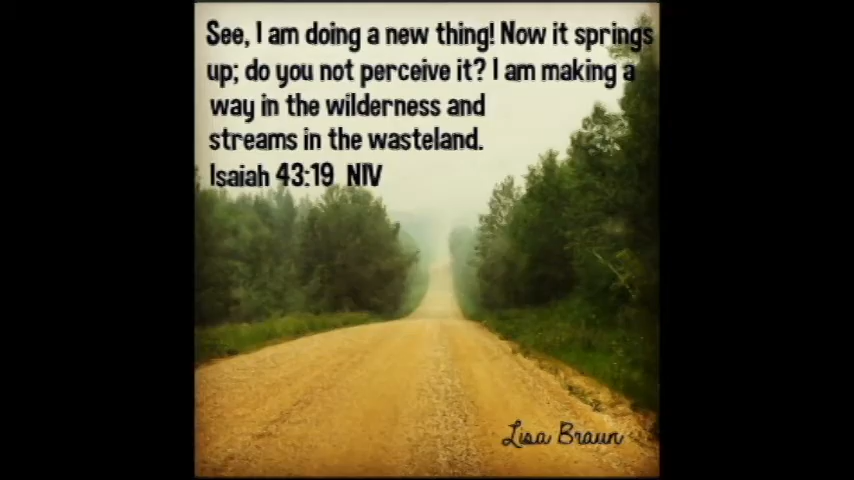 See, I am doing a new thing! Now it springs
up; do you not perceive it? I am making a
way in the wilderness and
streams in the wasteland.
Isaiah 43:19 NIV
Lisa Braun